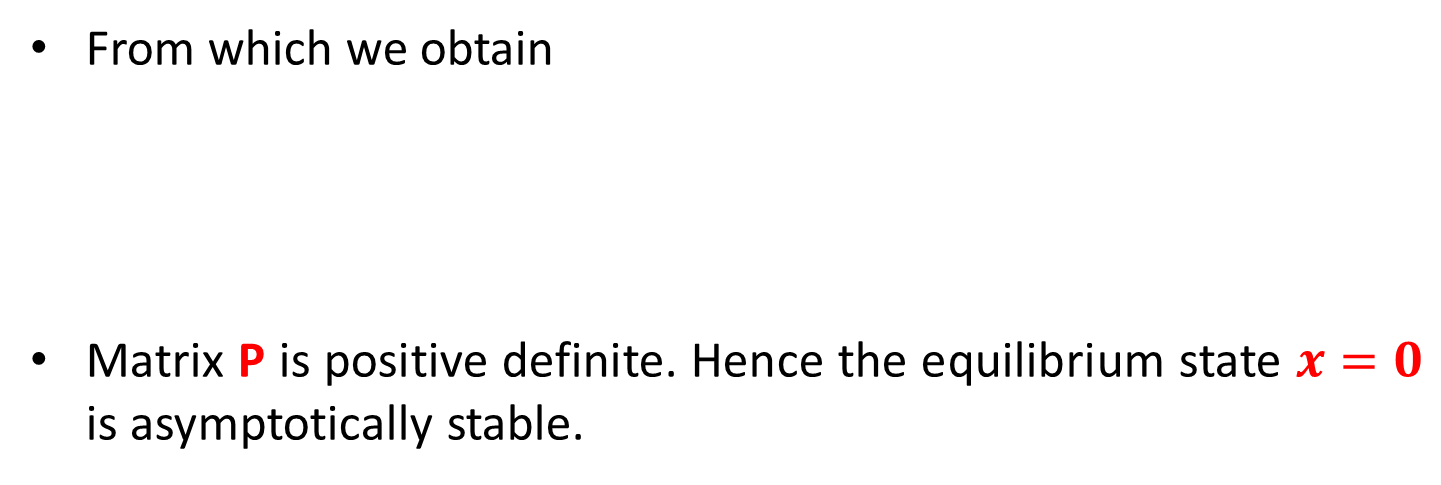 • From which we obtain
• Matrix P is positive definite. Hence the equilibrium state x = 0
is asymptotically stable.